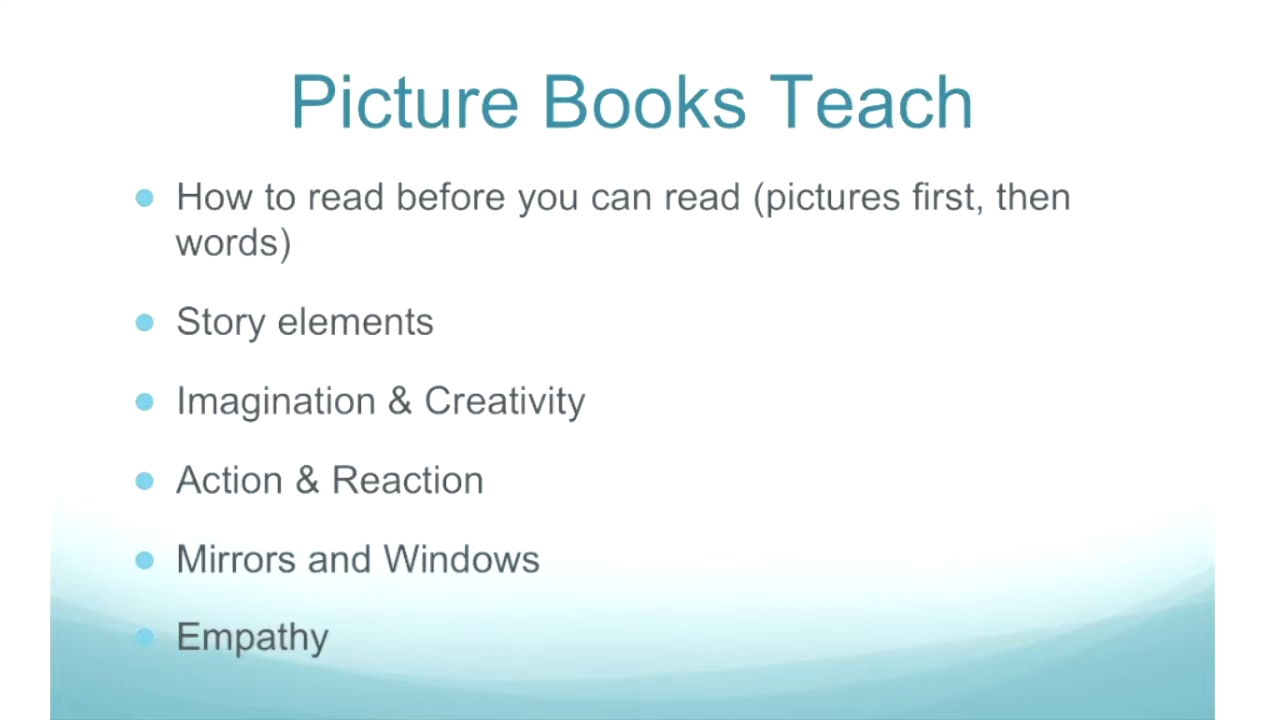 Picture Books Teach
How to read before you can read (pictures first, then
words)
Story elements
Imagination & Creativity
Action & Reaction
Mirrors and Windows
Empathy